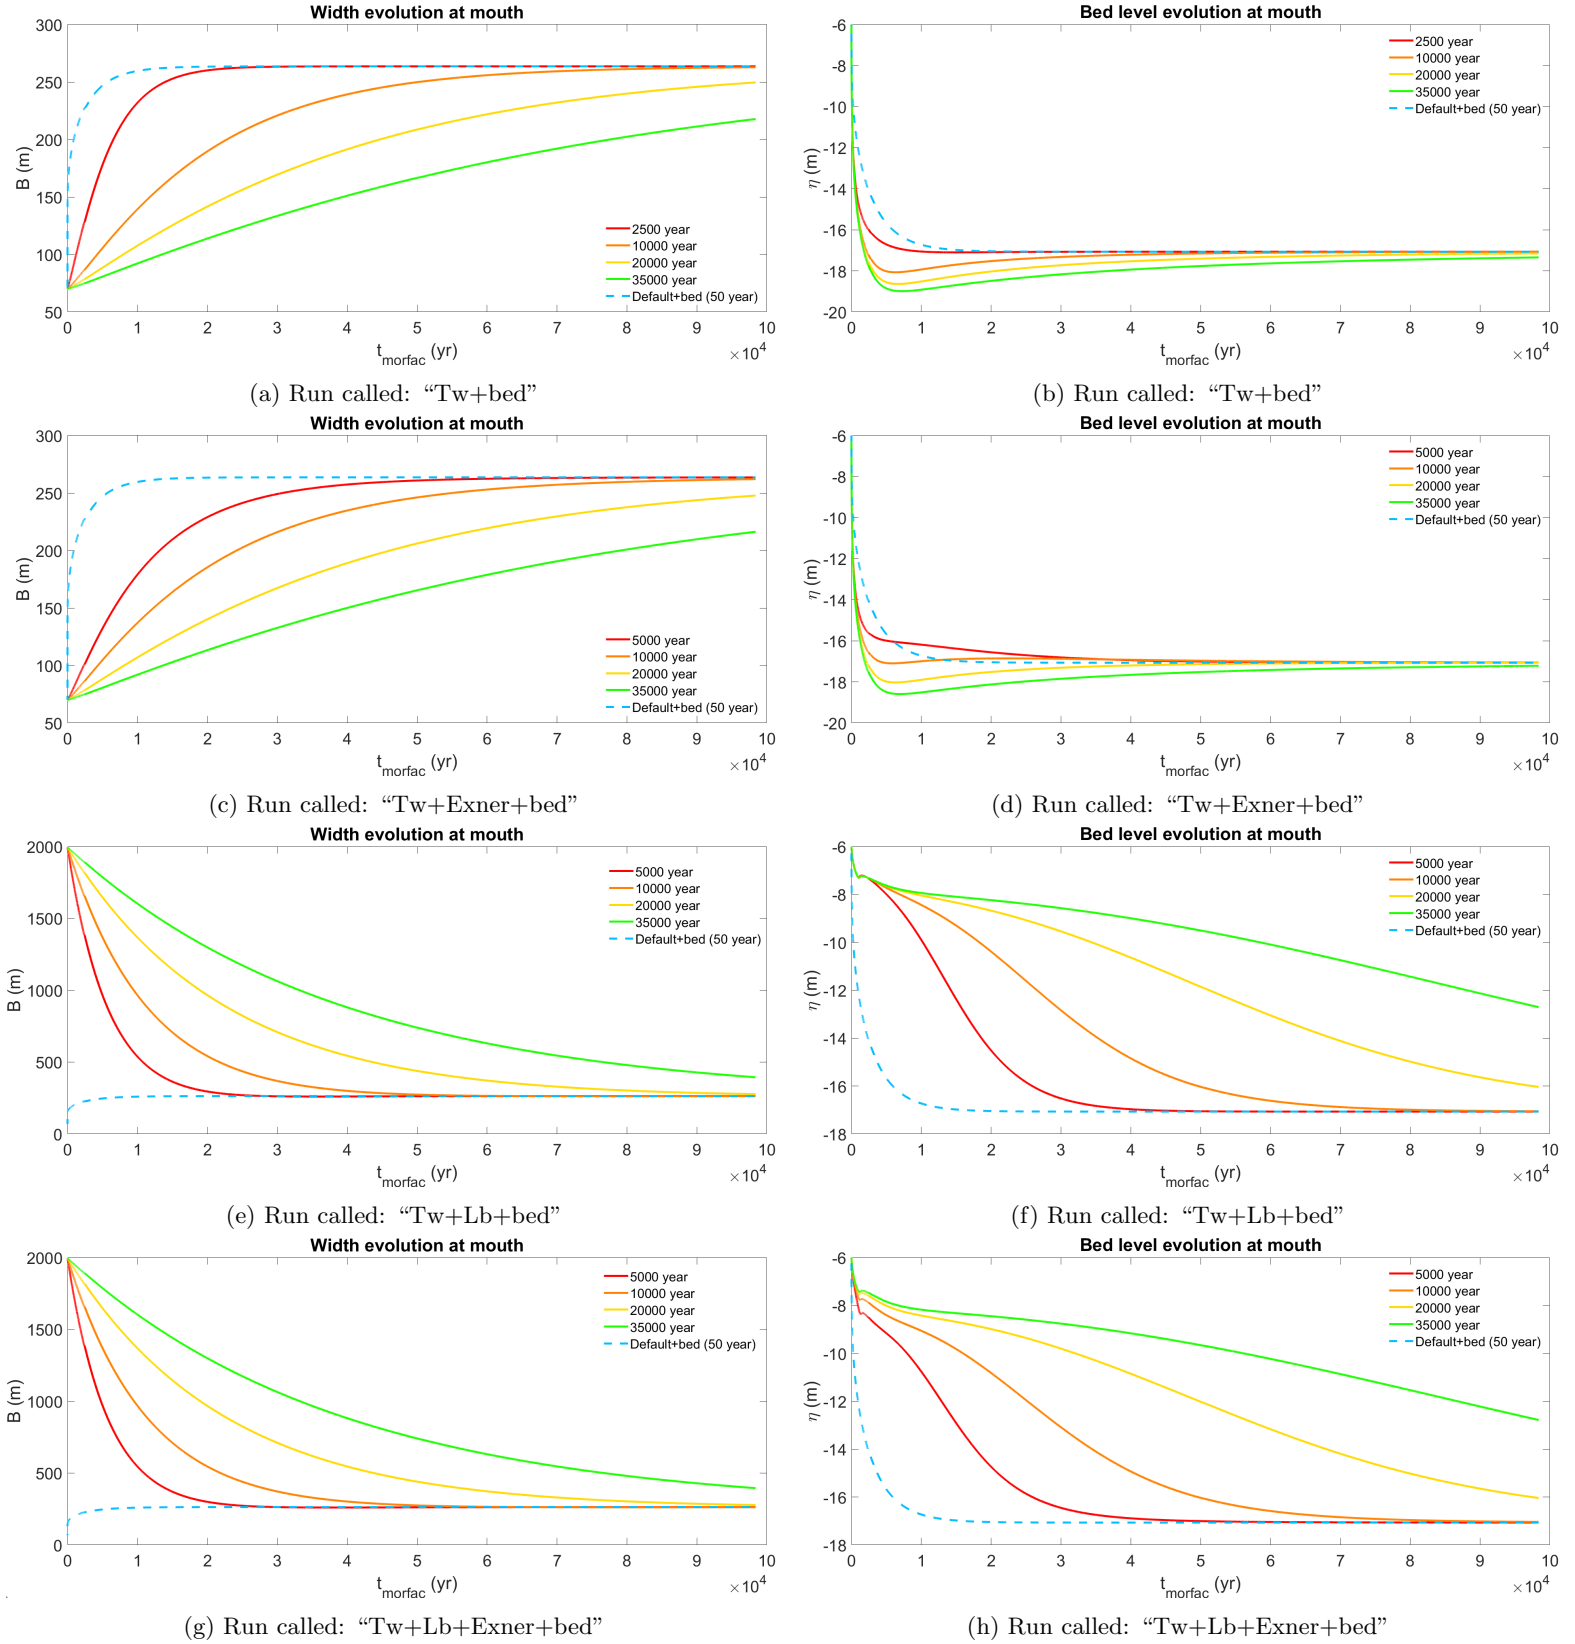 Width evolution at mouth
300
250
200
150
100
50
B (m)
2500 year
10000 year
20000 year
35000 year
Default+bed (50 year)
0 1 2 3 4 5 6 7 8 9 10
t_morfac (yr)
×10^4
(a) Run called: “Tw+bed”
Bed level evolution at mouth
-6
-8
-10
-12
-14
-16
-18
-20
η (m)
2500 year
10000 year
20000 year
35000 year
Default+bed (50 year)
0 1 2 3 4 5 6 7 8 9 10
t_morfac (yr)
×10^4
(b) Run called: “Tw+bed”
Width evolution at mouth
300
250
200
150
100
50
B (m)
5000 year
10000 year
20000 year
35000 year
Default+bed (50 year)
0 1 2 3 4 5 6 7 8 9 10
t_morfac (yr)
×10^4
(c) Run called: “Tw+Exner+bed”
Bed level evolution at mouth
-6
-8
-10
-12
-14
-16
-18
-20
η (m)
5000 year
10000 year
20000 year
35000 year
Default+bed (50 year)
0 1 2 3 4 5 6 7 8 9 10
t_morfac (yr)
×10^4
(d) Run called: “Tw+Exner+bed”
Width evolution at mouth
2000
1500
1000
500
0
B (m)
5000 year
10000 year
20000 year
35000 year
Default+bed (50 year)
0 1 2 3 4 5 6 7 8 9 10
t_morfac (yr)
×10^4
(e) Run called: “Tw+Lb+bed”
Bed level evolution at mouth
-6
-8
-10
-12
-14
-16
-18
η (m)
5000 year
10000 year
20000 year
35000 year
Default+bed (50 year)
0 1 2 3 4 5 6 7 8 9 10
t_morfac (yr)
×10^4
(f) Run called: “Tw+Lb+bed”
Width evolution at mouth
2000
1500
1000
500
0
B (m)
5000 year
10000 year
20000 year
35000 year
Default+bed (50 year)
0 1 2 3 4 5 6 7 8 9 10
t_morfac (yr)
×10^4
(g) Run called: “Tw+Lb+Exner+bed”
Bed level evolution at mouth
-6
-8
-10
-12
-14
-16
-18
η (m)
5000 year
10000 year
20000 year
35000 year
Default+bed (50 year)
0 1 2 3 4 5 6 7 8 9 10
t_morfac (yr)
×10^4
(h) Run called: “Tw+Lb+Exner+bed”